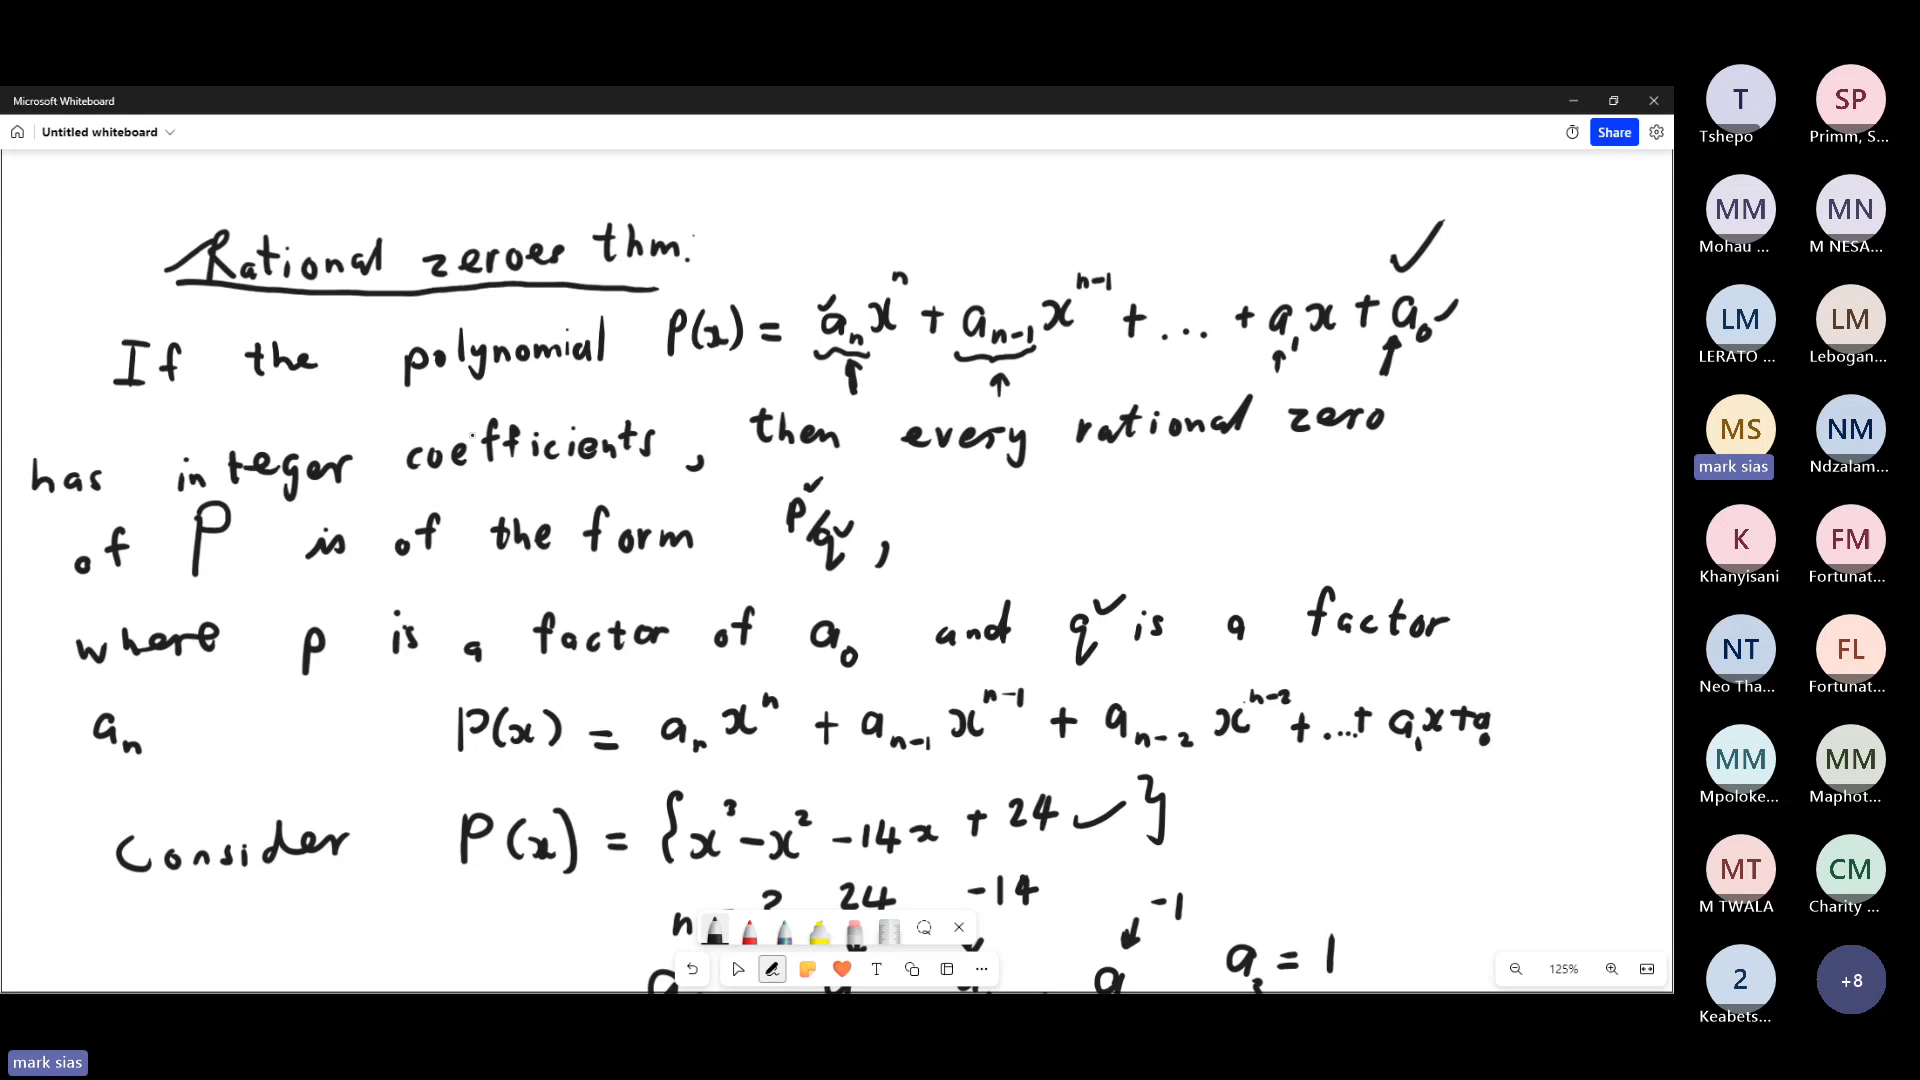 Microsoft Whiteboard
Untitled whiteboard
Share
Rational zeroes thm.
If the polynomial P(x) = aₙxⁿ + aₙ₋₁xⁿ⁻¹ + ... + a₁x + a₀
has integer coefficients, then every rational zero
of P is of the form p/q,
where p is a factor of a₀ and q is a factor
aₙ P(x) = aₙxⁿ + aₙ₋₁xⁿ⁻¹ + aₙ₋₂xⁿ⁻² + ...+ a₁x + a₀
Consider P(x) = {x³ - x² - 14x + 24 }
n 24 -14 -1
a₃ = 1
125%
T SP
Tshepo Primm, S...
MM MN
Mohau ... M NESA...
LM LM
LERATO ... Lebogan...
MS NM
mark sias Ndzalam...
K FM
Khanyisani Fortunat...
NT FL
Neo Tha... Fortunat...
MM MM
Mpoloke... Maphot...
MT CM
M TWALA Charity ...
2 +8
Keabets...
mark sias